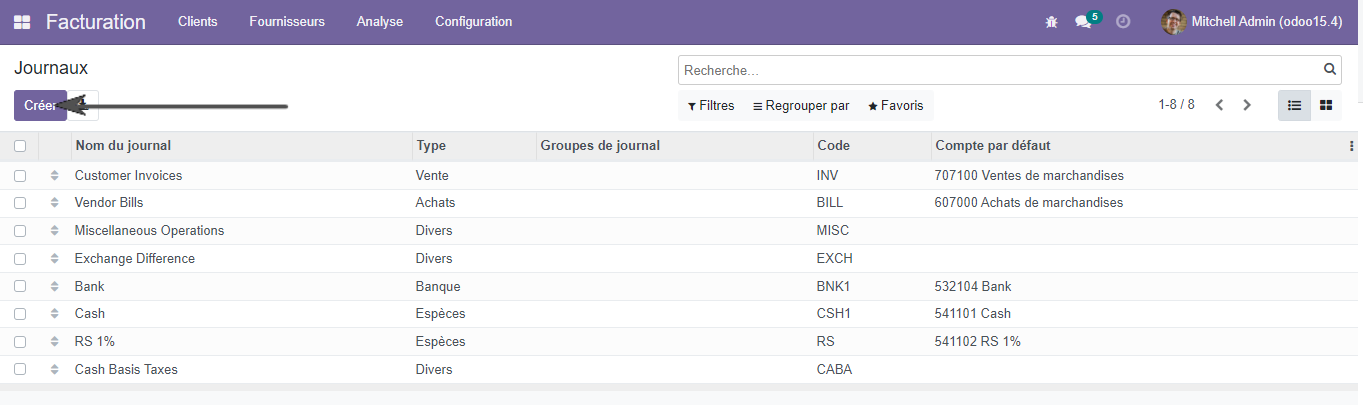 Facturation Clients Fournisseurs Analyse Configuration 5 Mitchell Admin (odoo15.4)
Journaux Recherche...
Créer Filtres Regrouper par Favoris 1-8 / 8
Nom du journal Type Groupes de journal Code Compte par défaut
Customer Invoices Vente INV 707100 Ventes de marchandises
Vendor Bills Achats BILL 607000 Achats de marchandises
Miscellaneous Operations Divers MISC
Exchange Difference Divers EXCH
Bank Banque BNK1 532104 Bank
Cash Espèces CSH1 541101 Cash
RS 1% Espèces RS 541102 RS 1%
Cash Basis Taxes Divers CABA